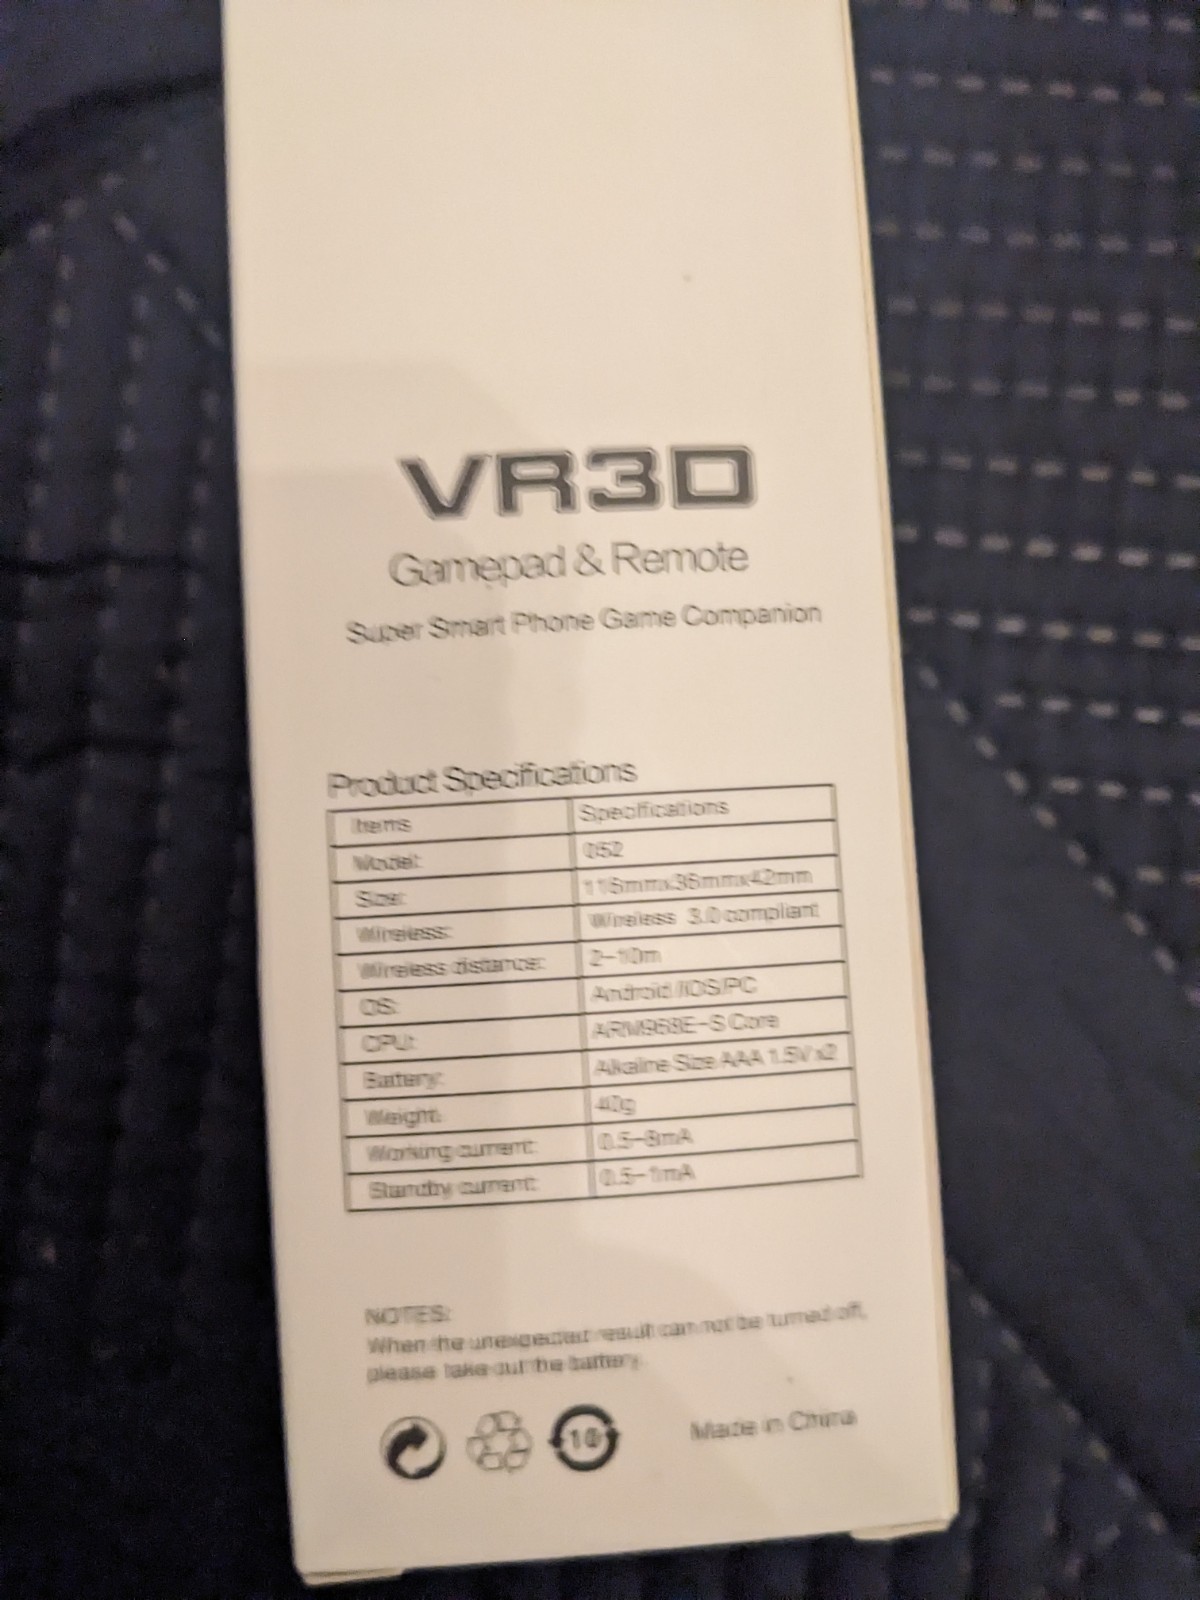 VR3D
Gamepad & Remote
Super Smart Phone Game Companion
Product Specifications
Items Specifications
Model: 052
Size: 116mmx36mmx42mm
Wireless: Wireless 3.0 compliant
Wireless distance: 2-10m
OS: Android /IOS/PC
CPU: ARM968E-S Core
Battery: Alkaline Size AAA 1.5V x2
Weight: 40g
Working current: 0.5-8mA
Standby current: 0.5-1mA
NOTES:
When the unexpected result can not be turned off,
please take out the battery.
10
Made in China